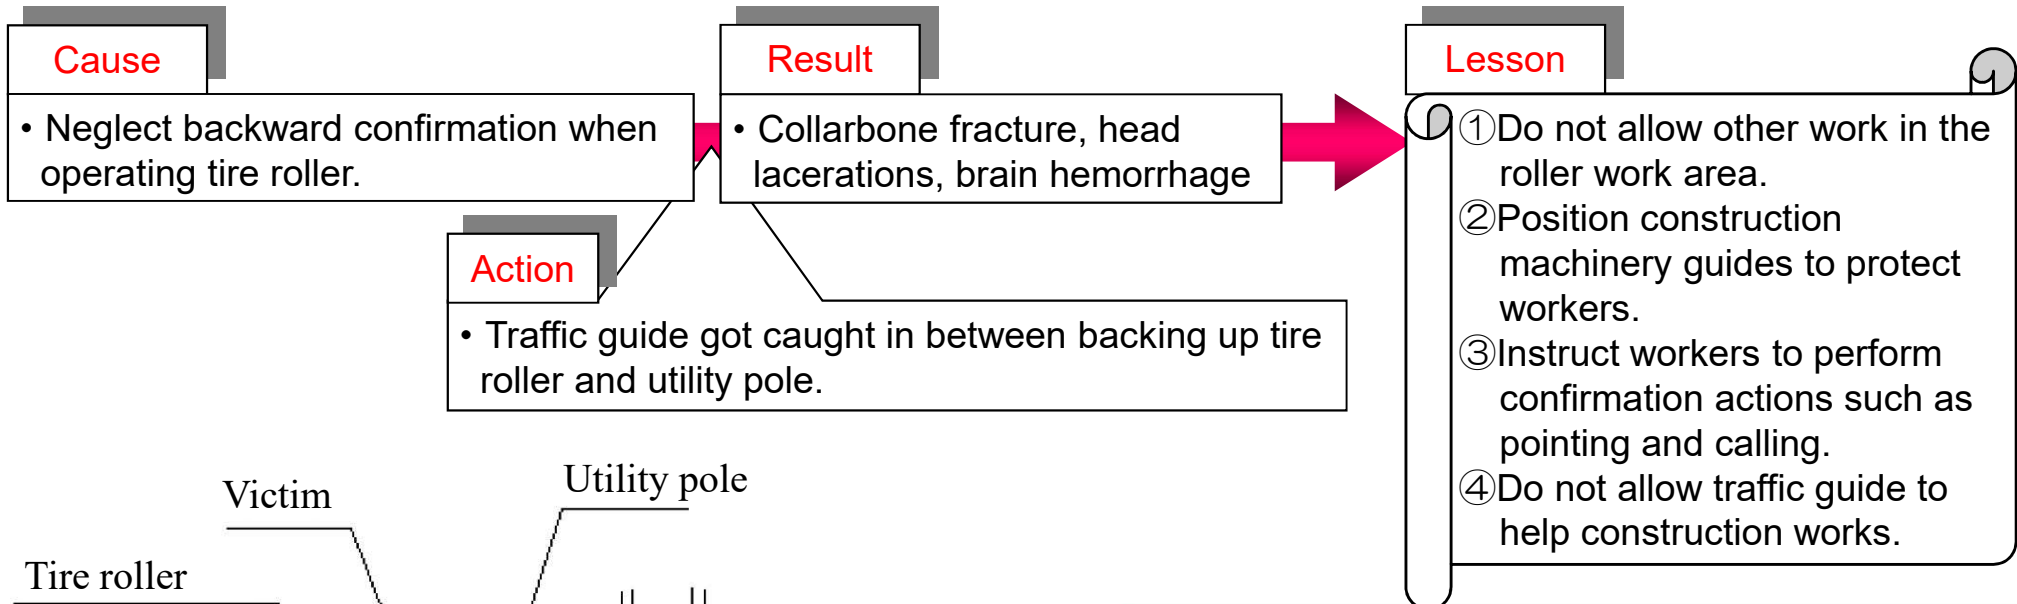 Cause
• Neglect backward confirmation when
operating tire roller.
Result
• Collarbone fracture, head
lacerations, brain hemorrhage
Action
• Traffic guide got caught in between backing up tire
roller and utility pole.
Lesson
①Do not allow other work in the
roller work area.
②Position construction
machinery guides to protect
workers.
③Instruct workers to perform
confirmation actions such as
pointing and calling.
④Do not allow traffic guide to
help construction works.
Utility pole
Victim
Tire roller